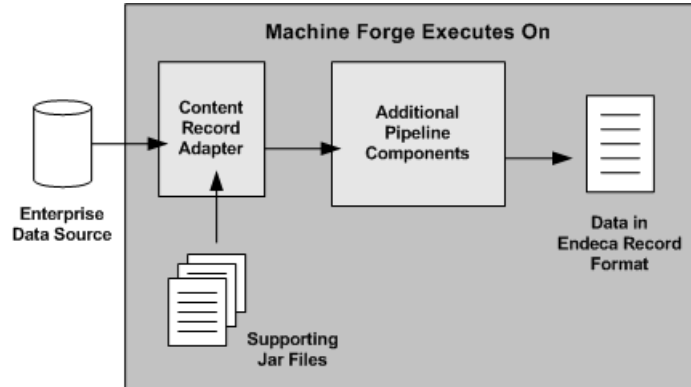 Machine Forge Executes On
Content
Record
Adapter
Additional
Pipeline
Components
Enterprise
Data Source
Data in
Endeca Record
Format
Supporting
Jar Files